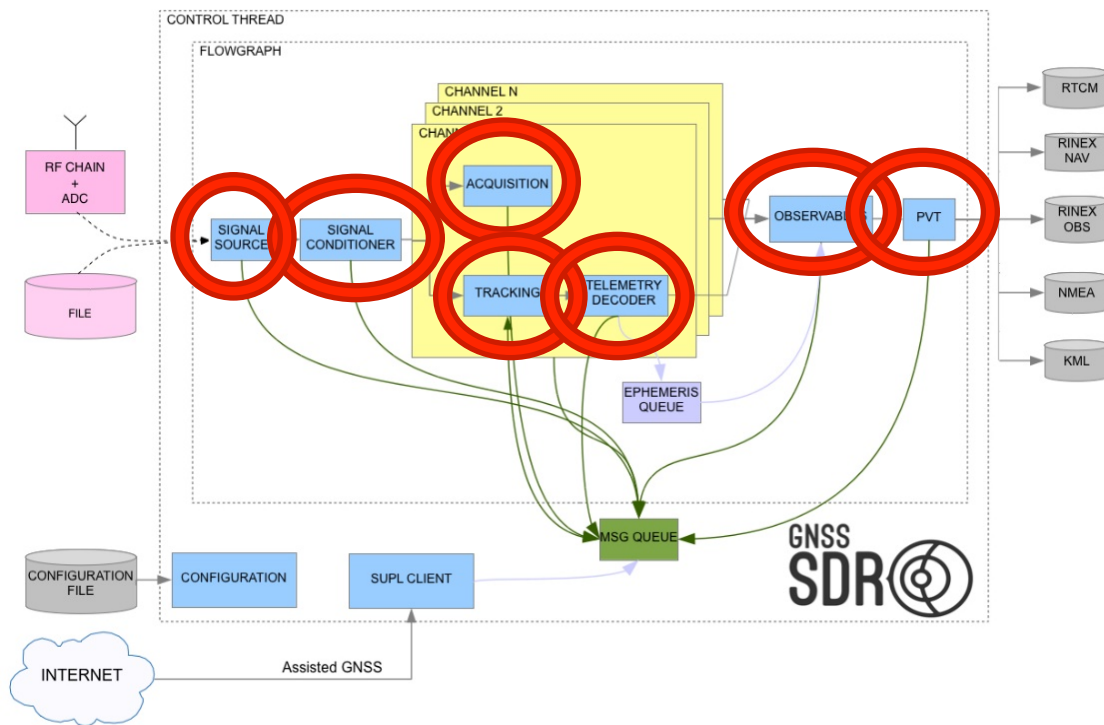 CONTROL THREAD
FLOWGRAPH
CHANNEL N
CHANNEL 2
RF CHAIN
+
ADC
FILE
SIGNAL
SOURCE
SIGNAL
CONDITIONER
ACQUISITION
TRACKING
TELEMETRY
DECODER
EPHEMERIS
QUEUE
PVT
RTCM
RINEX
NAV
RINEX
OBS
NMEA
KML
MSG QUEUE
GNSS
SDR
CONFIGURATION
FILE
CONFIGURATION
SUPL CLIENT
INTERNET
Assisted GNSS